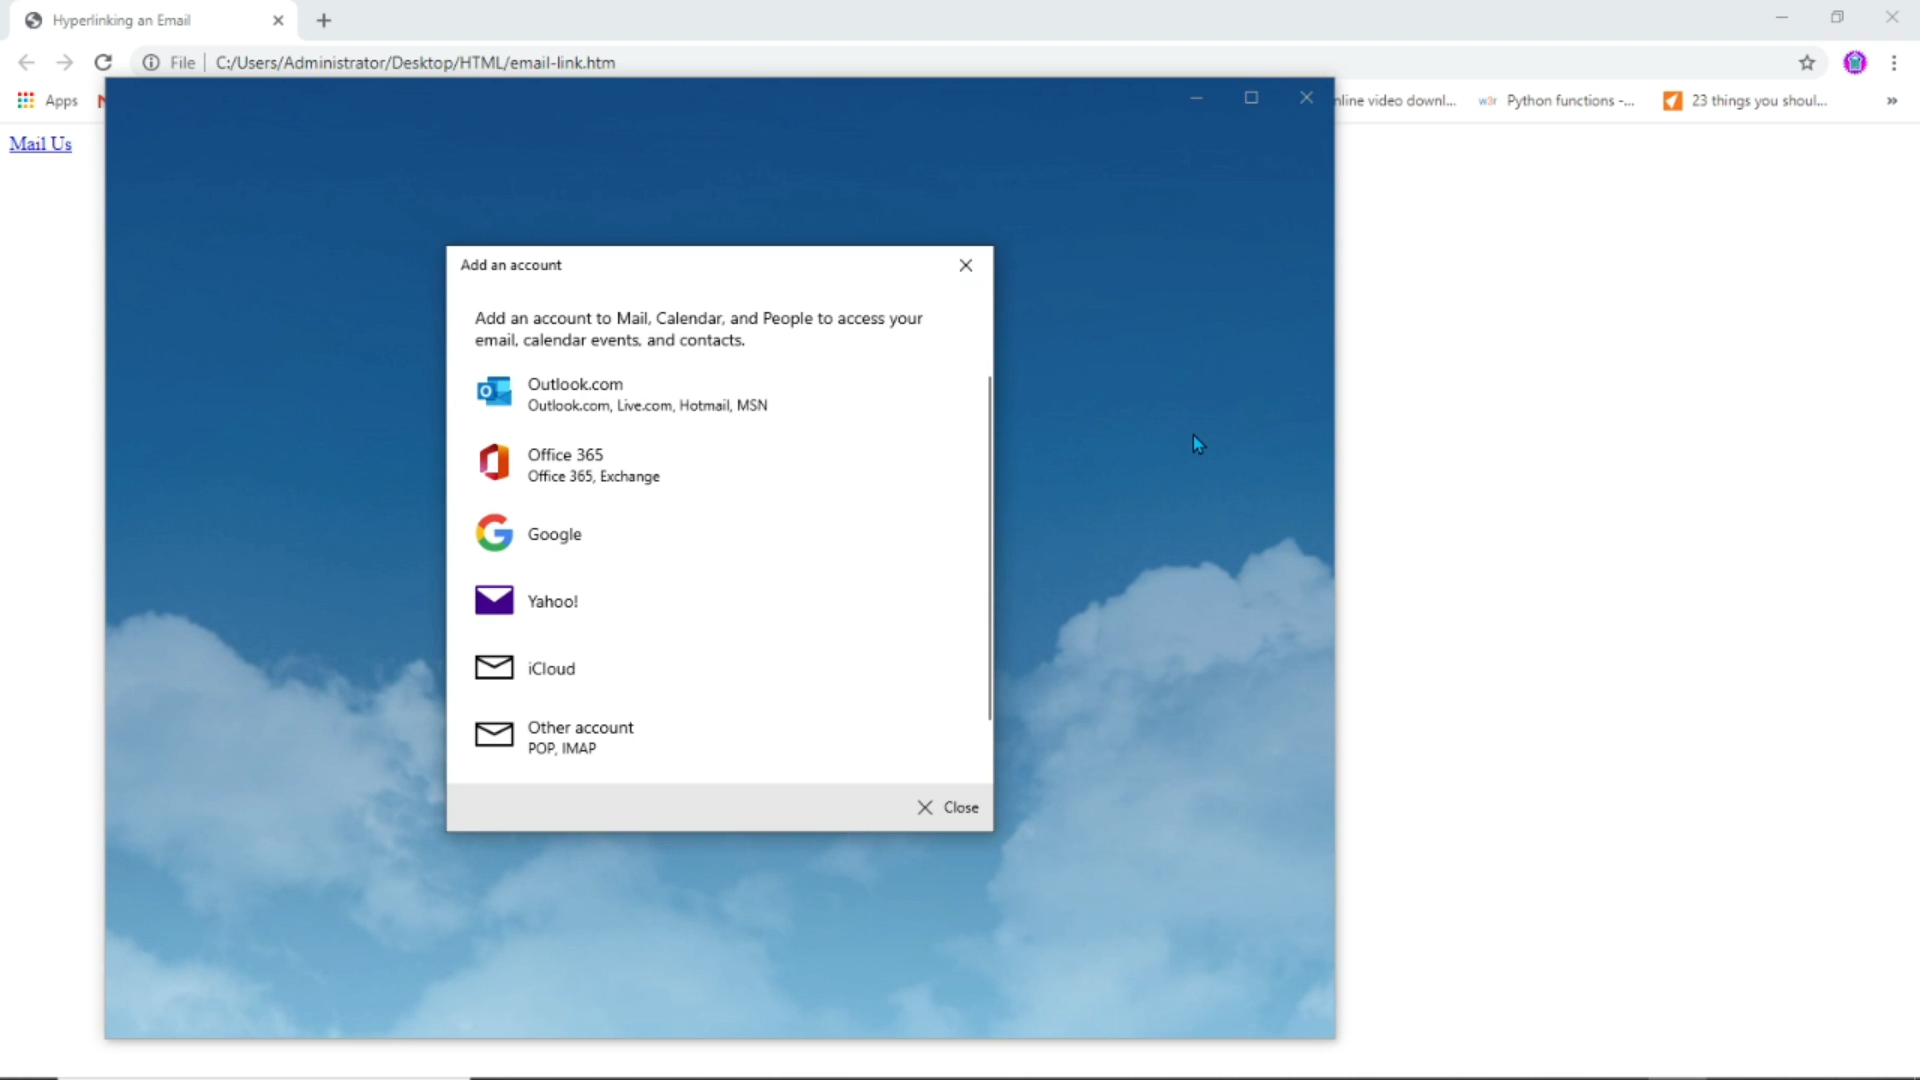 Hyperlinking an Email
File | C:/Users/Administrator/Desktop/HTML/email-link.htm
Apps
nline video downl...
w3r Python functions -...
23 things you shoul...
»
Mail Us
Add an account
Add an account to Mail, Calendar, and People to access your
email, calendar events, and contacts.
Outlook.com
Outlook.com, Live.com, Hotmail, MSN
Office 365
Office 365, Exchange
Google
Yahoo!
iCloud
Other account
POP, IMAP
Close